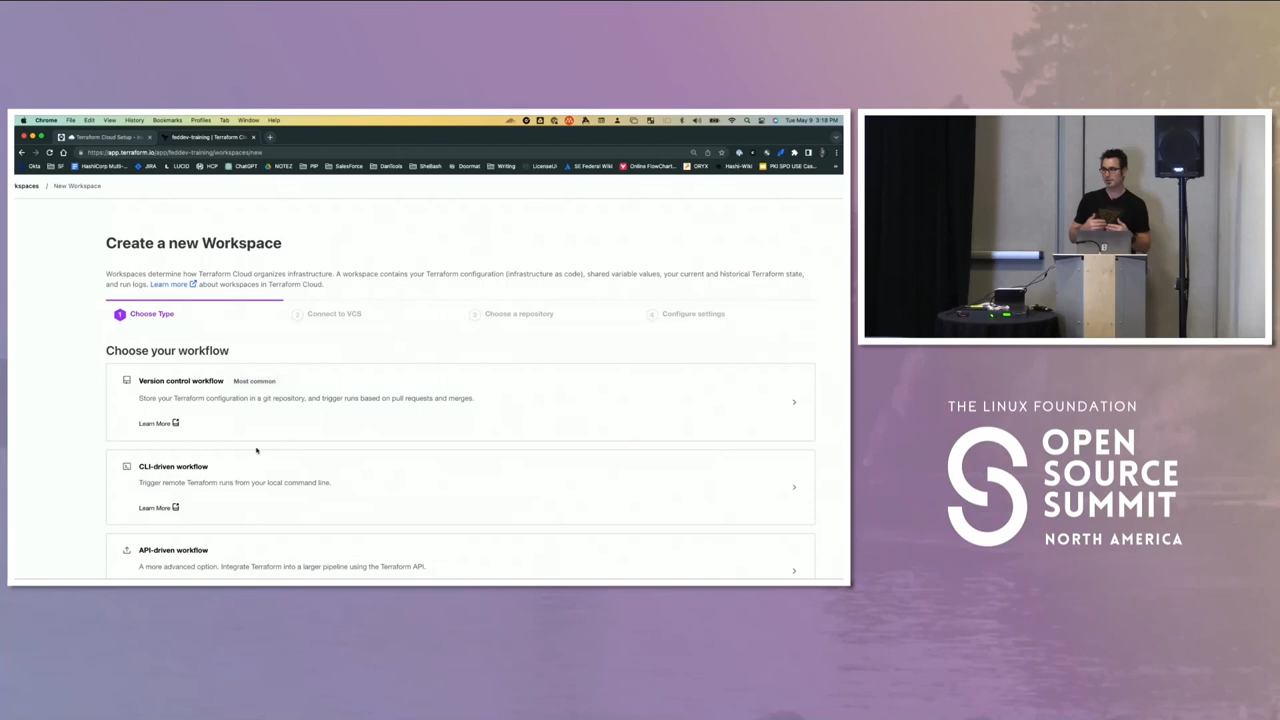 Chrome File Edit View History Bookmarks Profiles Tab Window Help Tue May 9 3:18 PM
Terraform Cloud Setup feddev-training | Terraform Cl
https://app.terraform.io/app/feddev-training/workspaces/new
Okta HashiCorp Multi-... JIRA LUCID HCP ChatGPT NOTEZ PIP SalesForce DanTools SheBash Doormat Writing LicenseUi SE Federal Wiki Online FlowChart... ORYX Hashi-Wiki PKI SPO USE Cas...
kspaces / New Workspace
Create a new Workspace
Workspaces determine how Terraform Cloud organizes infrastructure. A workspace contains your Terraform configuration (infrastructure as code), shared variable values, your current and historical Terraform state,
and run logs. Learn more about workspaces in Terraform Cloud.
1 Choose Type 2 Connect to VCS 3 Choose a repository 4 Configure settings
Choose your workflow
Version control workflow Most common
Store your Terraform configuration in a git repository, and trigger runs based on pull requests and merges.
Learn More
CLI-driven workflow
Trigger remote Terraform runs from your local command line.
Learn More
API-driven workflow
A more advanced option. Integrate Terraform into a larger pipeline using the Terraform API.
THE LINUX FOUNDATION
OPEN
SOURCE
SUMMIT
NORTH AMERICA